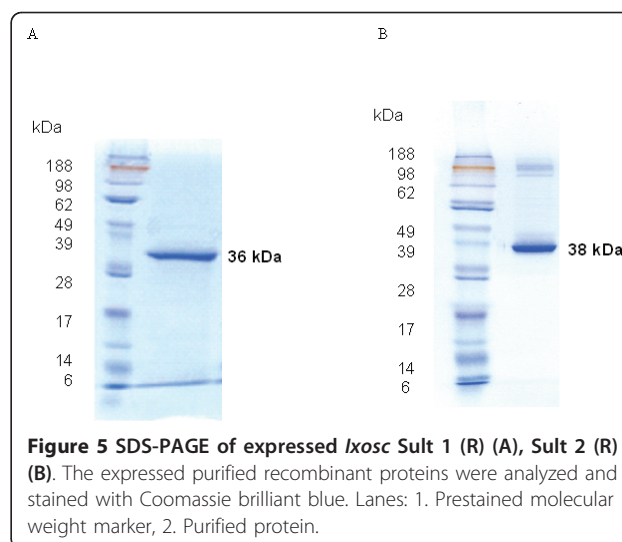 A
B
kDa
188
98
62
49
39
28
17
14
6
36 kDa
kDa
188
98
62
49
39
28
17
14
6
38 kDa
Figure 5 SDS-PAGE of expressed Ixosc Sult 1 (R) (A), Sult 2 (R)
(B). The expressed purified recombinant proteins were analyzed and
stained with Coomassie brilliant blue. Lanes: 1. Prestained molecular
weight marker, 2. Purified protein.